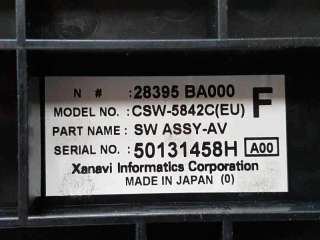 N #: 28395 BA000
MODEL NO.: CSW-5842C(EU) F
PART NAME: SW ASSY-AV
SERIAL NO.: 50131458H A00
Xanavi Informatics Corporation
MADE IN JAPAN (0)